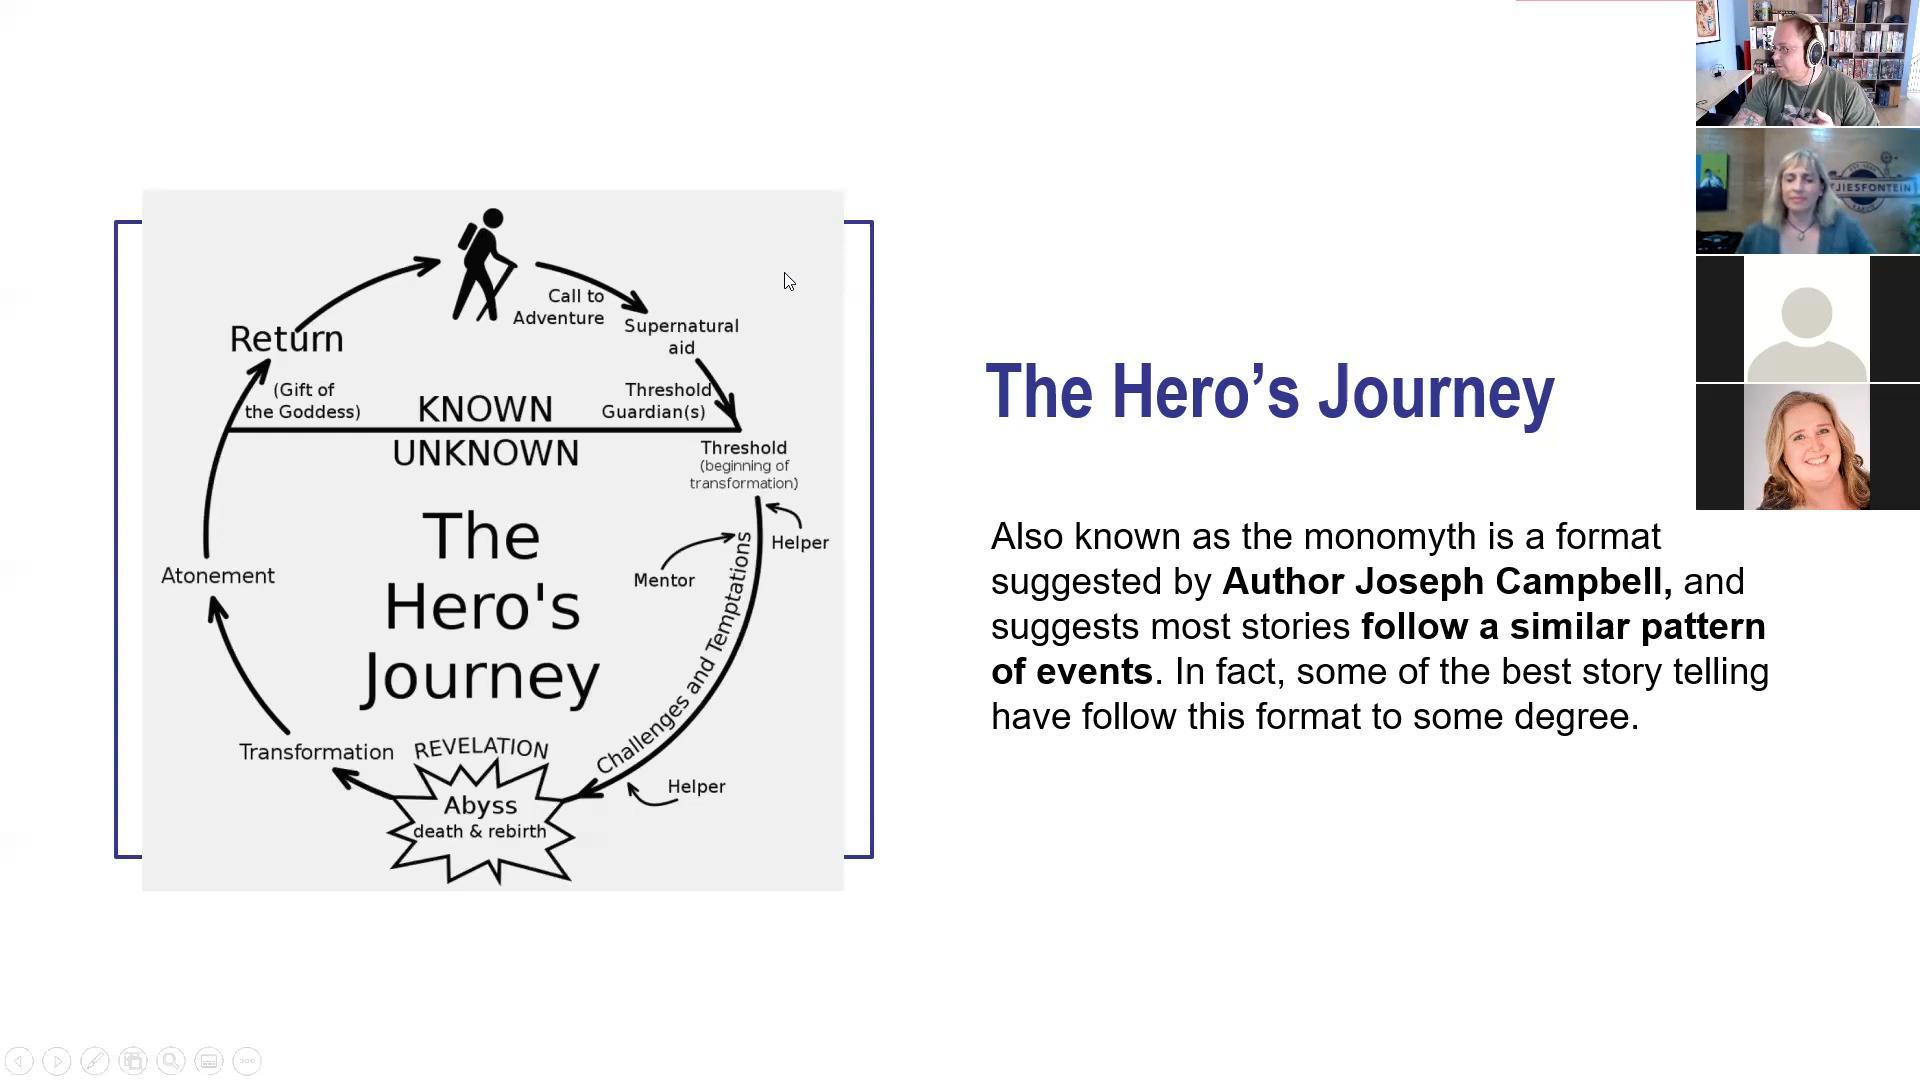 Call to
Adventure
Supernatural
aid
Return
(Gift of
the Goddess)
KNOWN
Threshold
Guardian(s)
UNKNOWN
Threshold
(beginning of
transformation)
Helper
Mentor
Challenges and Temptations
The
Hero's
Journey
Atonement
Transformation
REVELATION
Abyss
death & rebirth
Helper
The Hero’s Journey
Also known as the monomyth is a format
suggested by Author Joseph Campbell, and
suggests most stories follow a similar pattern
of events. In fact, some of the best story telling
have follow this format to some degree.
JIESFONTEIN